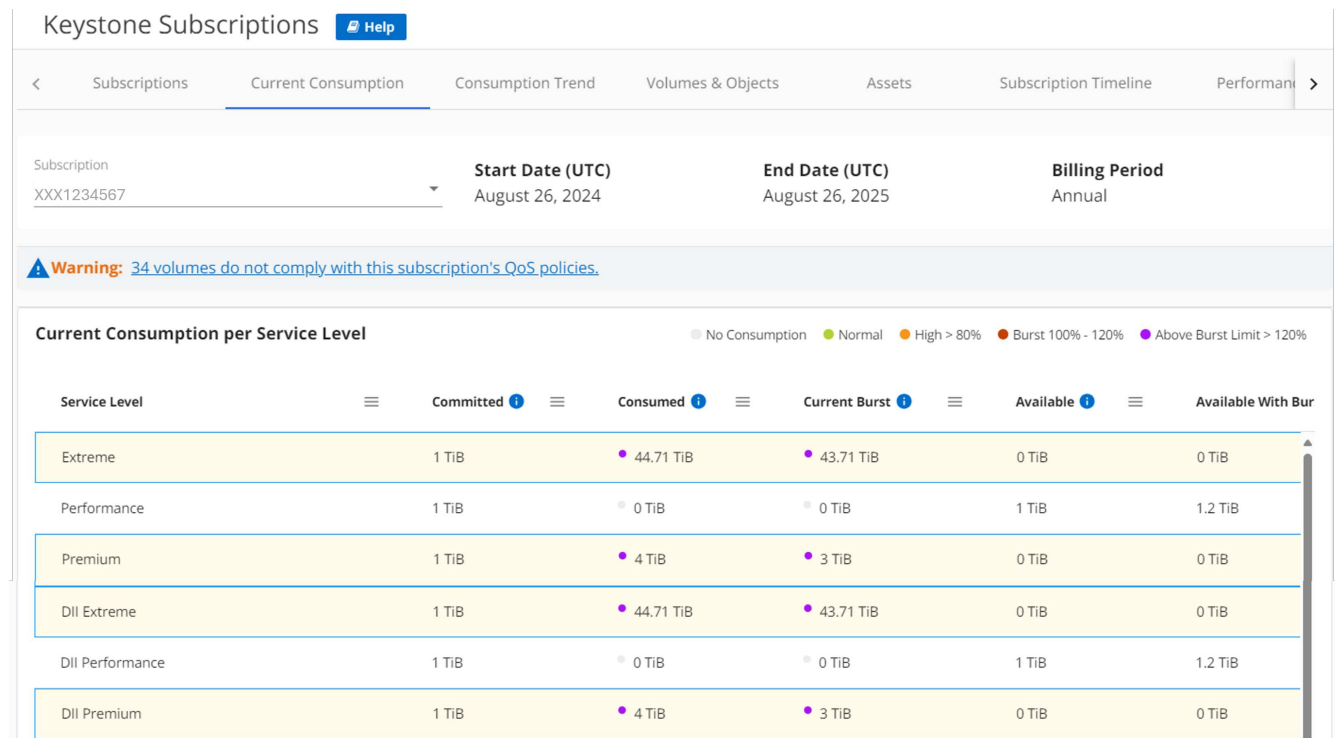 Keystone Subscriptions Help
Subscriptions Current Consumption Consumption Trend Volumes & Objects Assets Subscription Timeline Performanc
Subscription
XXX1234567
Start Date (UTC) End Date (UTC) Billing Period
August 26, 2024 August 26, 2025 Annual
Warning: 34 volumes do not comply with this subscription's QoS policies.
Current Consumption per Service Level No Consumption Normal High > 80% Burst 100% - 120% Above Burst Limit > 120%
Service Level Committed Consumed Current Burst Available Available With Bur
Extreme 1 TiB 44.71 TiB 43.71 TiB 0 TiB 0 TiB
Performance 1 TiB 0 TiB 0 TiB 1 TiB 1.2 TiB
Premium 1 TiB 4 TiB 3 TiB 0 TiB 0 TiB
DII Extreme 1 TiB 44.71 TiB 43.71 TiB 0 TiB 0 TiB
DII Performance 1 TiB 0 TiB 0 TiB 1 TiB 1.2 TiB
DII Premium 1 TiB 4 TiB 3 TiB 0 TiB 0 TiB